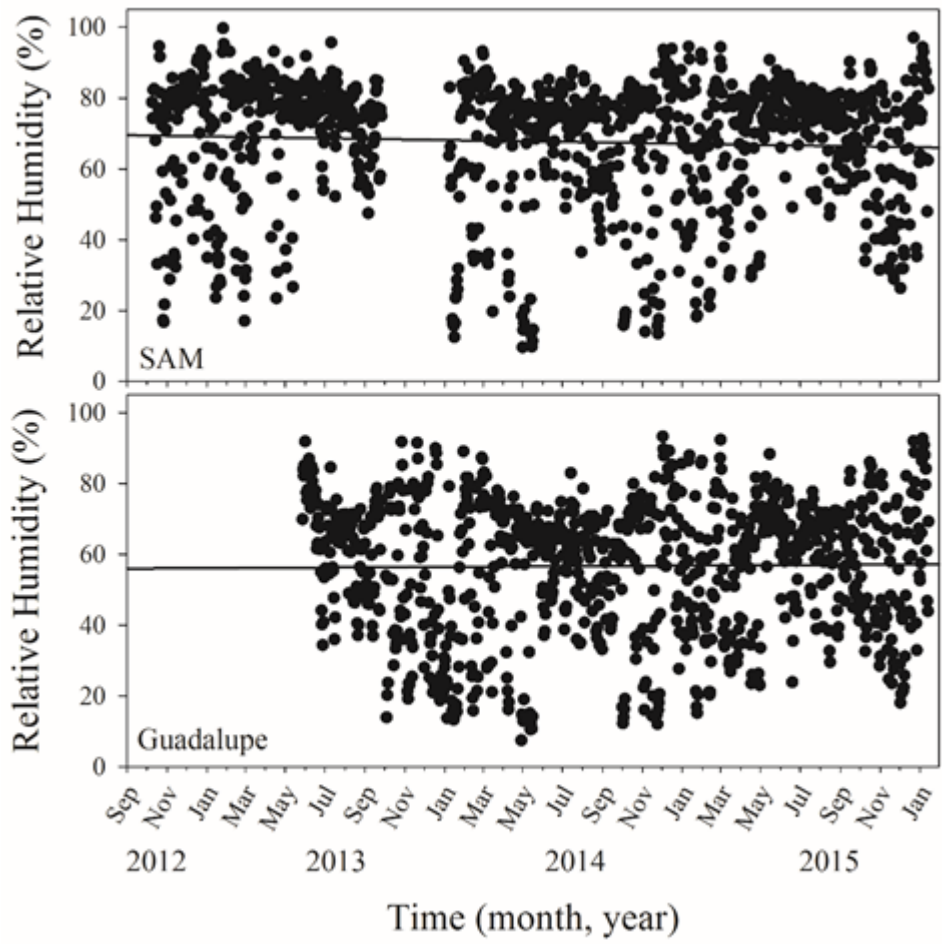 Relative Humidity (%)
100
80
60
40
20
0
SAM
Relative Humidity (%)
100
80
60
40
20
0
Guadalupe
Sep Nov Jan Mar May Jul Sep Nov Jan Mar May Jul Sep Nov Jan Mar May Jul Sep Nov Jan
2012 2013 2014 2015
Time (month, year)